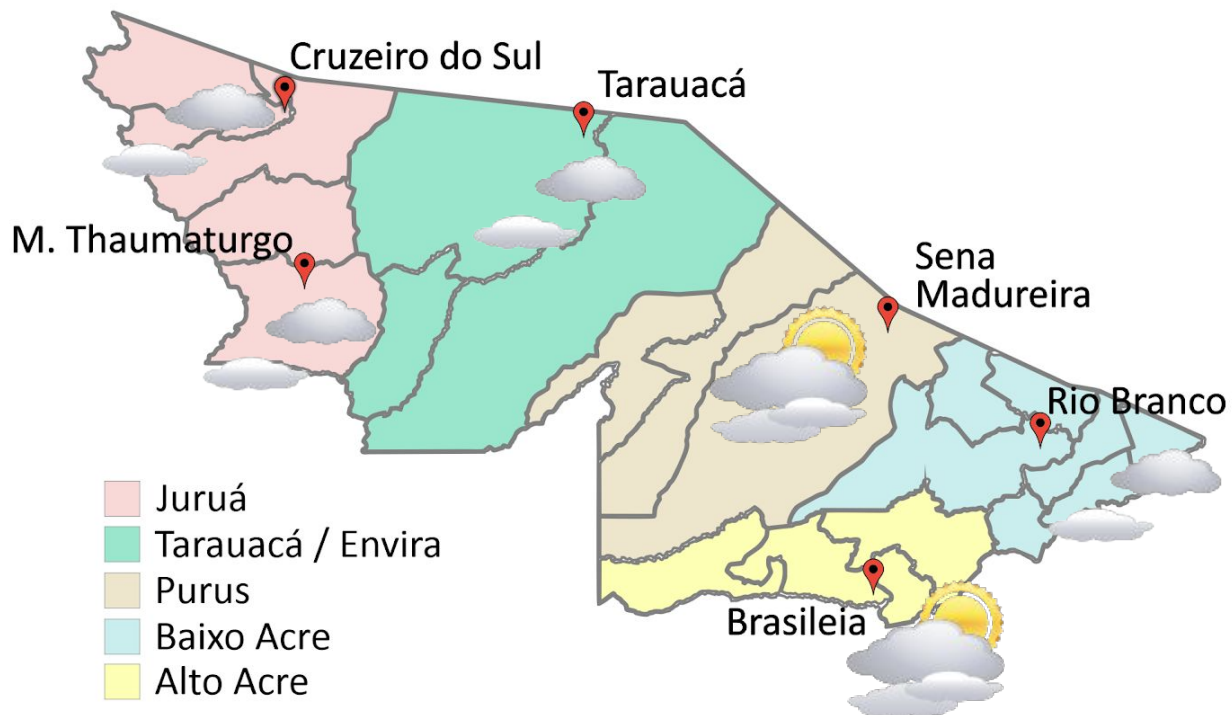 Cruzeiro do Sul
Tarauacá
M. Thaumaturgo
Sena
Madureira
Rio Branco
Brasileia
Juruá
Tarauacá / Envira
Purus
Baixo Acre
Alto Acre